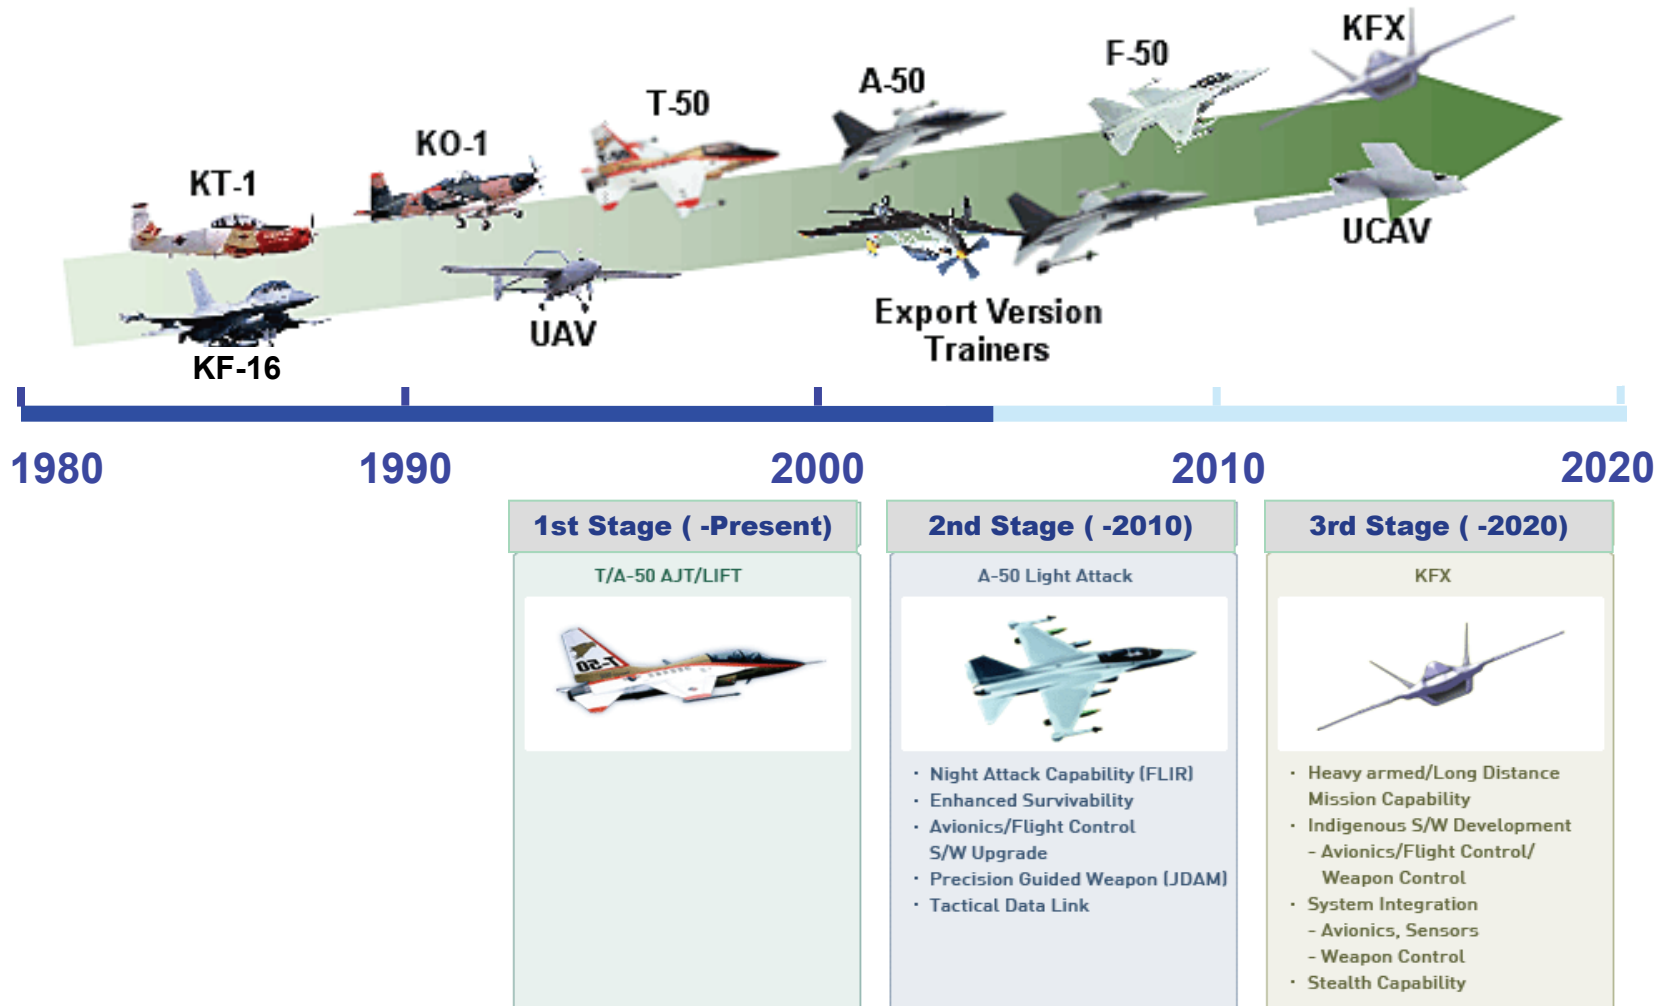 KFX
F-50
A-50
T-50
KO-1
KT-1
UCAV
Export Version
Trainers
UAV
KF-16
1980
1990
2000
2010
2020
1st Stage ( -Present)
T/A-50 AJT/LIFT
T-50
2nd Stage ( -2010)
A-50 Light Attack
· Night Attack Capability (FLIR)
· Enhanced Survivability
· Avionics/Flight Control
S/W Upgrade
· Precision Guided Weapon (JDAM)
· Tactical Data Link
3rd Stage ( -2020)
KFX
· Heavy armed/Long Distance
Mission Capability
· Indigenous S/W Development
- Avionics/Flight Control/
Weapon Control
· System Integration
- Avionics, Sensors
- Weapon Control
· Stealth Capability